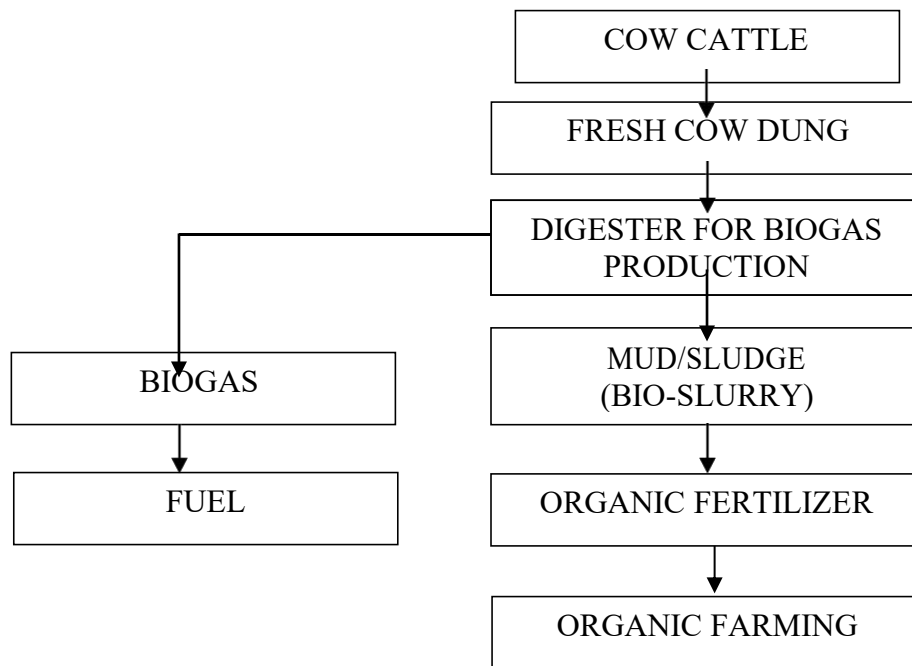 COW CATTLE
FRESH COW DUNG
DIGESTER FOR BIOGAS
PRODUCTION
BIOGAS
MUD/SLUDGE
(BIO-SLURRY)
FUEL
ORGANIC FERTILIZER
ORGANIC FARMING